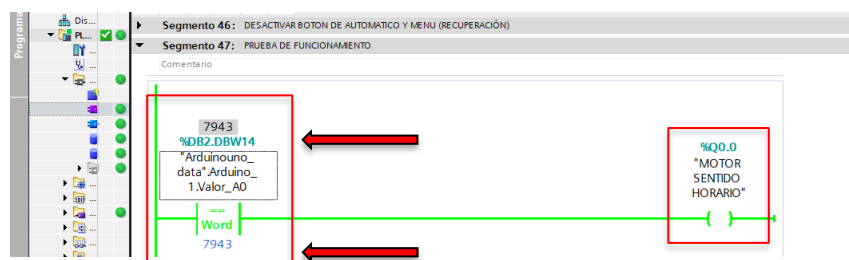 Programa
Dis...
PL...
...
...
...
...
...
...
...
...
...
...
Segmento 46: DESACTIVAR BOTON DE AUTOMATICO Y MENU (RECUPERACIÓN)
Segmento 47: PRUEBA DE FUNCIONAMIENTO
Comentario
7943
%DB2.DBW14
"Arduinouno_
data".Arduino_
1.Valor_A0
==
Word
7943
%Q0.0
"MOTOR
SENTIDO
HORARIO"